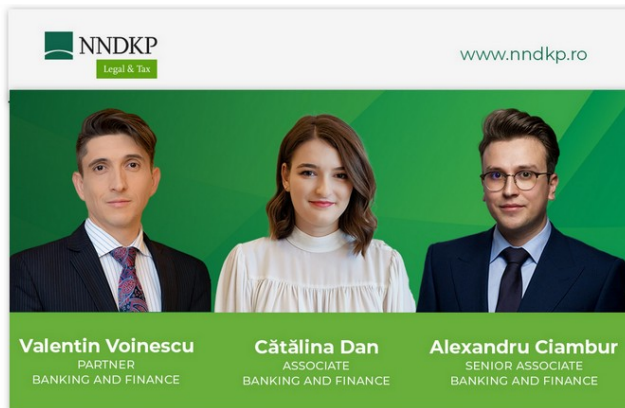 NNDKP
Legal & Tax
www.nndkp.ro
Valentin Voinescu
PARTNER
BANKING AND FINANCE
Cătălina Dan
ASSOCIATE
BANKING AND FINANCE
Alexandru Ciambur
SENIOR ASSOCIATE
BANKING AND FINANCE